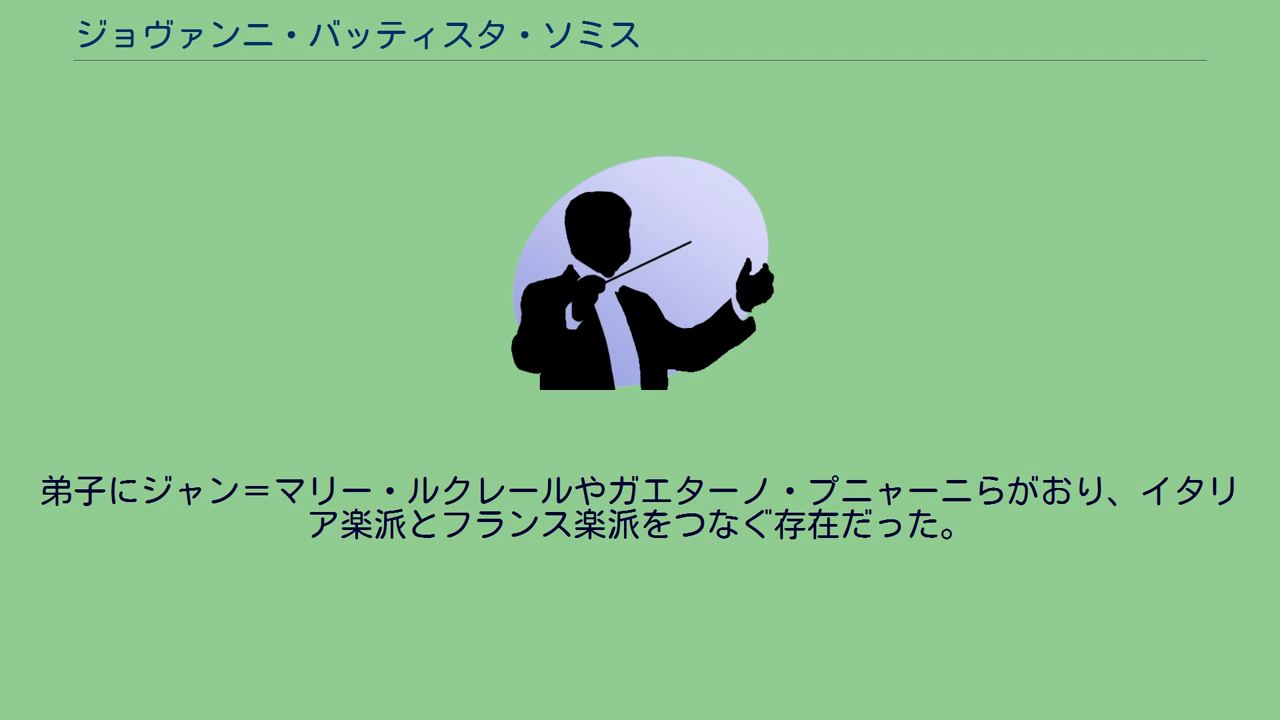 ジョヴァンニ・バッティスタ・ソミス
弟子にジャン＝マリー・ルクレールやガエターノ・プニャーニらがおり、イタリ
ア楽派とフランス楽派をつなぐ存在だった。